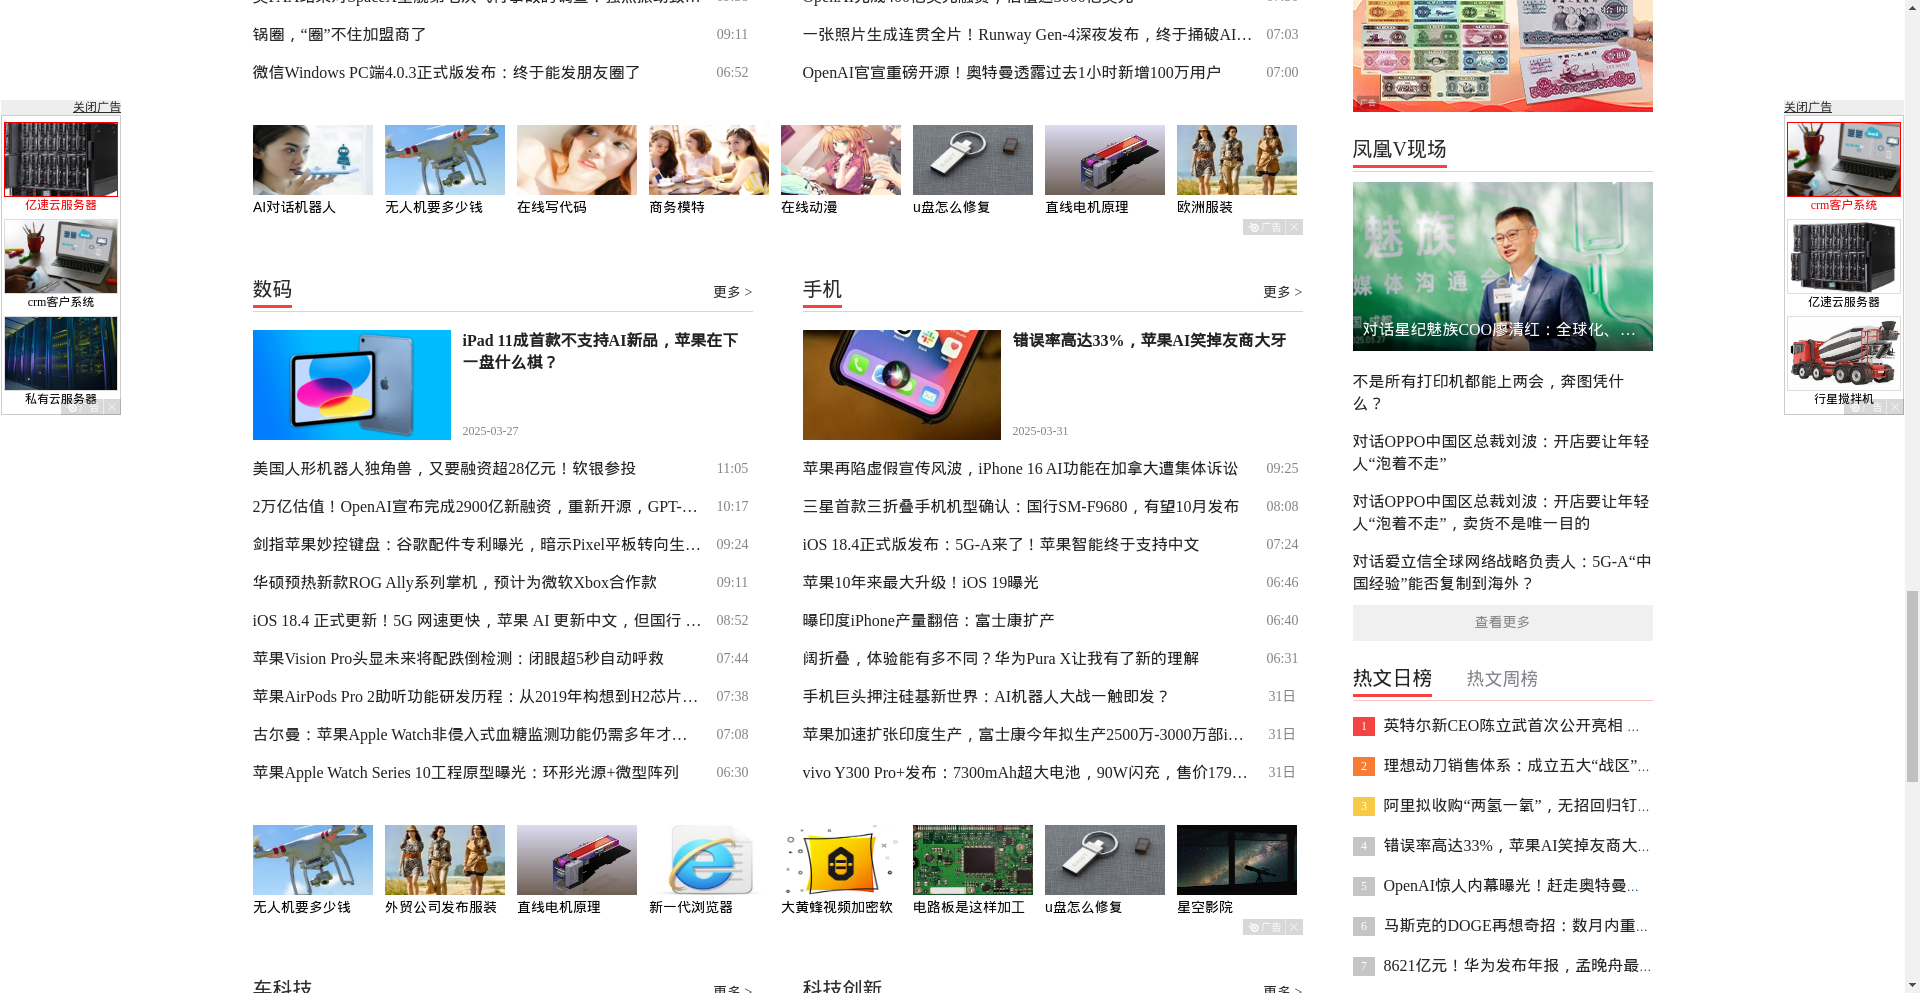 锅圈，“圈”不住加盟商了 09:11
微信Windows PC端4.0.3正式版发布：终于能发朋友圈了 06:52
一张照片生成连贯全片！Runway Gen-4深夜发布，终于捅破AI… 07:03
OpenAI官宣重磅开源！奥特曼透露过去1小时新增100万用户 07:00
关闭广告
亿速云服务器
crm客户系统
私有云服务器
广告
AI对话机器人
无人机要多少钱
在线写代码
商务模特
在线动漫
u盘怎么修复
直线电机原理
欧洲服装
广告
数码
更多 >
iPad 11成首款不支持AI新品，苹果在下
一盘什么棋？
2025-03-27
美国人形机器人独角兽，又要融资超28亿元！软银参投 11:05
2万亿估值！OpenAI宣布完成2900亿新融资，重新开源，GPT-… 10:17
剑指苹果妙控键盘：谷歌配件专利曝光，暗示Pixel平板转向生… 09:24
华硕预热新款ROG Ally系列掌机，预计为微软Xbox合作款 09:11
iOS 18.4 正式更新！5G 网速更快，苹果 AI 更新中文，但国行 … 08:52
苹果Vision Pro头显未来将配跌倒检测：闭眼超5秒自动呼救 07:44
苹果AirPods Pro 2助听功能研发历程：从2019年构想到H2芯片… 07:38
古尔曼：苹果Apple Watch非侵入式血糖监测功能仍需多年才… 07:08
苹果Apple Watch Series 10工程原型曝光：环形光源+微型阵列 06:30
手机
更多 >
错误率高达33%，苹果AI笑掉友商大牙
2025-03-31
苹果再陷虚假宣传风波，iPhone 16 AI功能在加拿大遭集体诉讼 09:25
三星首款三折叠手机机型确认：国行SM-F9680，有望10月发布 08:08
iOS 18.4正式版发布：5G-A来了！苹果智能终于支持中文 07:24
苹果10年来最大升级！iOS 19曝光 06:46
曝印度iPhone产量翻倍：富士康扩产 06:40
阔折叠，体验能有多不同？华为Pura X让我有了新的理解 06:31
手机巨头押注硅基新世界：AI机器人大战一触即发？ 31日
苹果加速扩张印度生产，富士康今年拟生产2500万-3000万部i… 31日
vivo Y300 Pro+发布：7300mAh超大电池，90W闪充，售价179… 31日
无人机要多少钱
外贸公司发布服装
直线电机原理
新一代浏览器
大黄蜂视频加密软
电路板是这样加工
u盘怎么修复
星空影院
广告
车科技
更多 >
科技创新
更多 >
广告
凤凰V现场
魅族
媒体沟通会
对话星纪魅族COO廖清红：全球化、…
不是所有打印机都能上两会，奔图凭什
么？
对话OPPO中国区总裁刘波：开店要让年轻
人“泡着不走”
对话OPPO中国区总裁刘波：开店要让年轻
人“泡着不走”，卖货不是唯一目的
对话爱立信全球网络战略负责人：5G-A“中
国经验”能否复制到海外？
查看更多
热文日榜 热文周榜
1 英特尔新CEO陈立武首次公开亮相 …
2 理想动刀销售体系：成立五大“战区”…
3 阿里拟收购“两氢一氧”，无招回归钉…
4 错误率高达33%，苹果AI笑掉友商大…
5 OpenAI惊人内幕曝光！赶走奥特曼…
6 马斯克的DOGE再想奇招：数月内重…
7 8621亿元！华为发布年报，孟晚舟最…
关闭广告
crm客户系统
亿速云服务器
行星搅拌机
广告